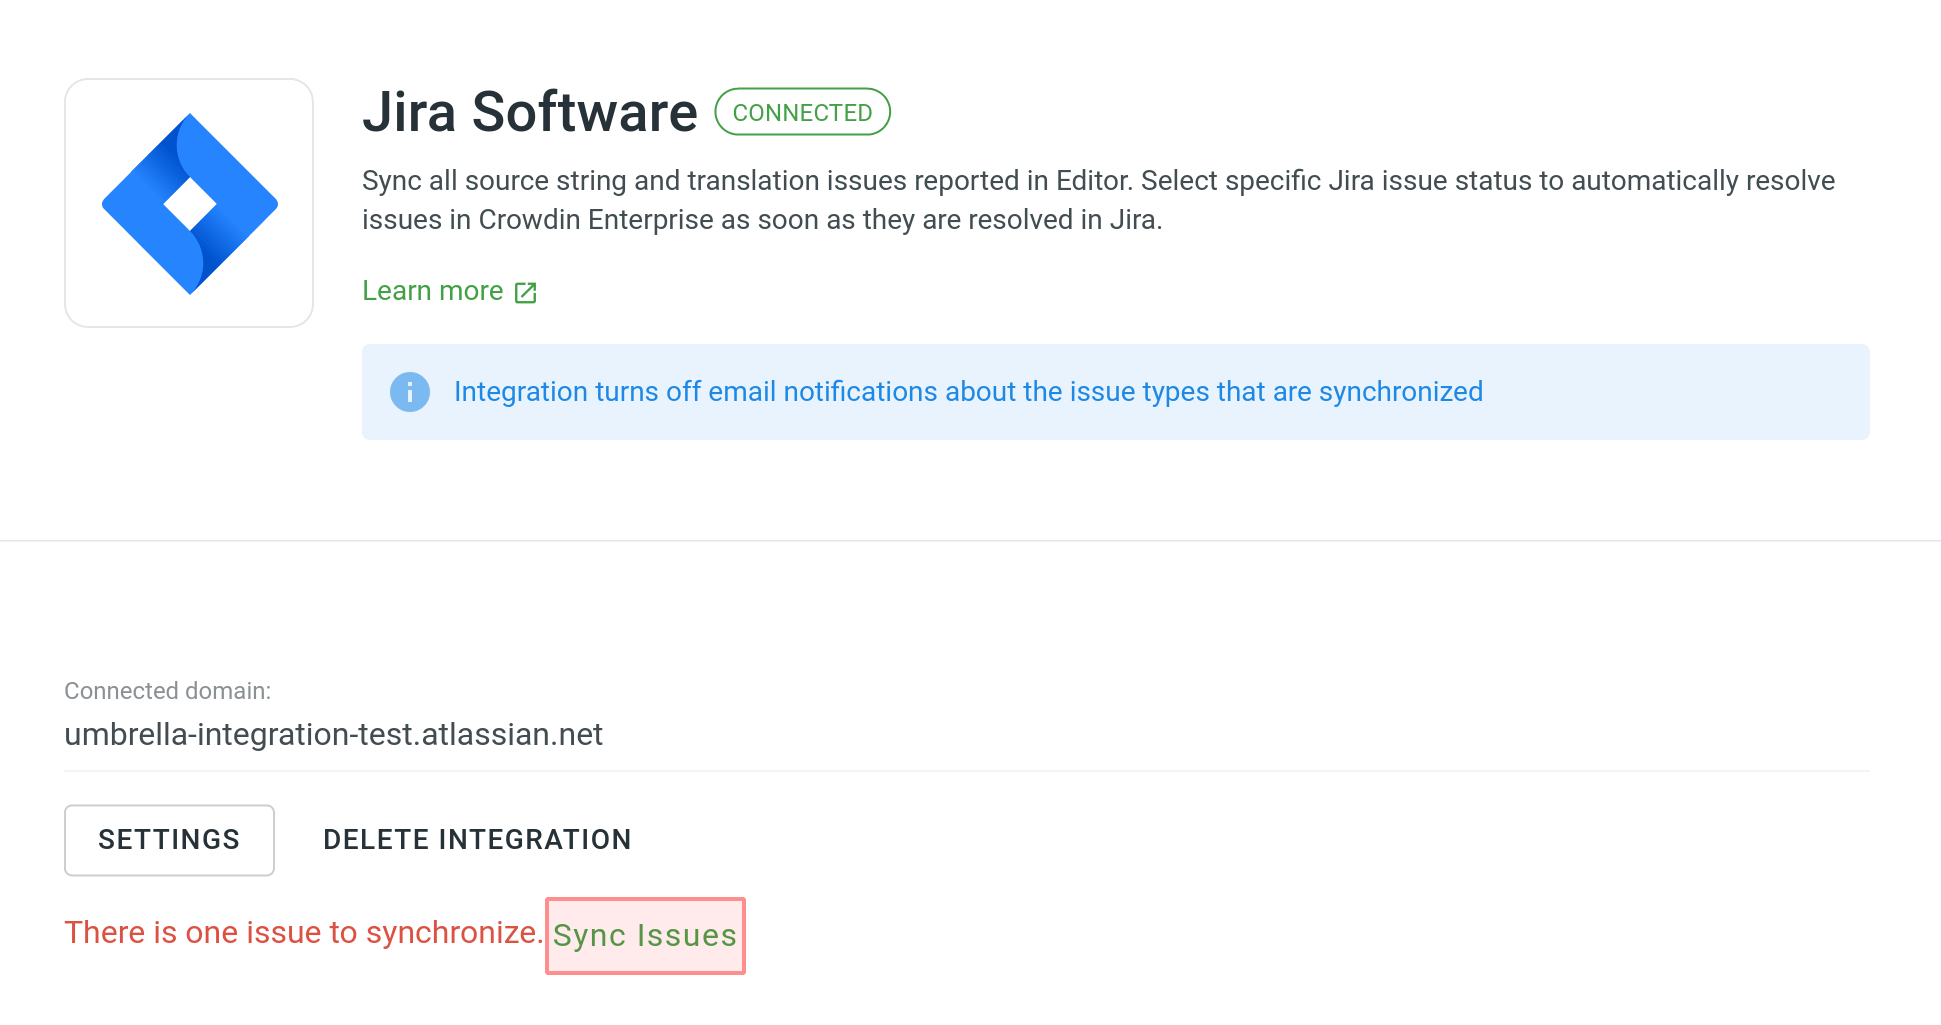 Jira Software CONNECTED
Sync all source string and translation issues reported in Editor. Select specific Jira issue status to automatically resolve
issues in Crowdin Enterprise as soon as they are resolved in Jira.
Learn more
Integration turns off email notifications about the issue types that are synchronized
Connected domain:
umbrella-integration-test.atlassian.net
SETTINGS DELETE INTEGRATION
There is one issue to synchronize. Sync Issues